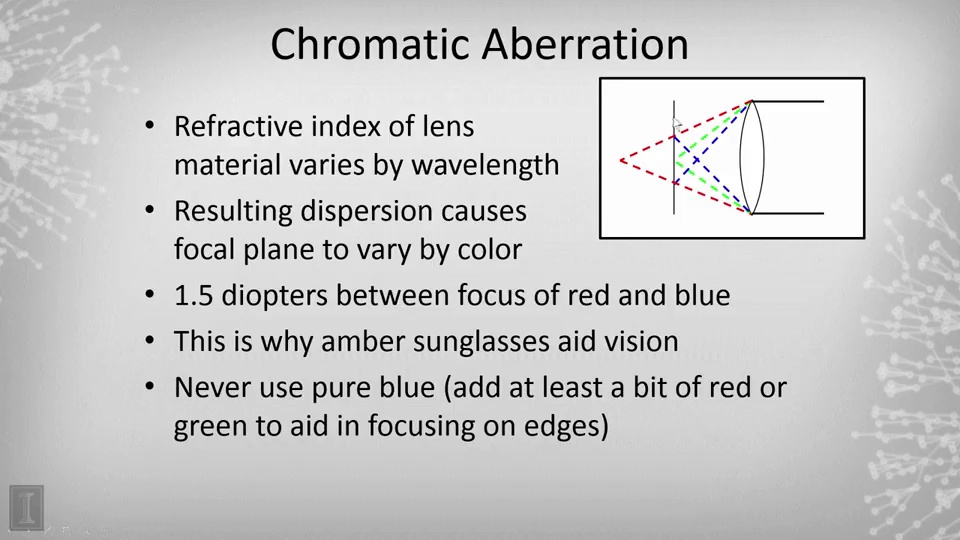 Chromatic Aberration
• Refractive index of lens
material varies by wavelength
• Resulting dispersion causes
focal plane to vary by color
• 1.5 diopters between focus of red and blue
• This is why amber sunglasses aid vision
• Never use pure blue (add at least a bit of red or
green to aid in focusing on edges)
I